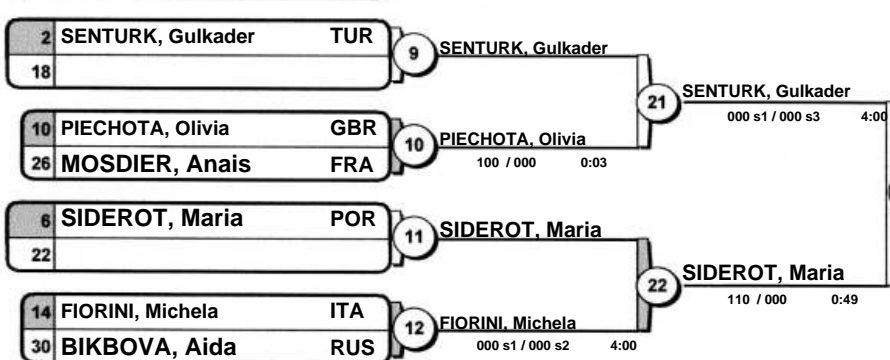 2 SENTURK, Gulkader TUR
18
9 SENTURK, Gulkader
10 PIECHOTA, Olivia GBR
26 MOSDIER, Anais FRA
10 PIECHOTA, Olivia
100 / 000 0:03
21 SENTURK, Gulkader
000 s1 / 000 s3 4:00
6 SIDEROT, Maria POR
22
11 SIDEROT, Maria
14 FIORINI, Michela ITA
30 BIKBOVA, Aida RUS
12 FIORINI, Michela
000 s1 / 000 s2 4:00
22 SIDEROT, Maria
110 / 000 0:49